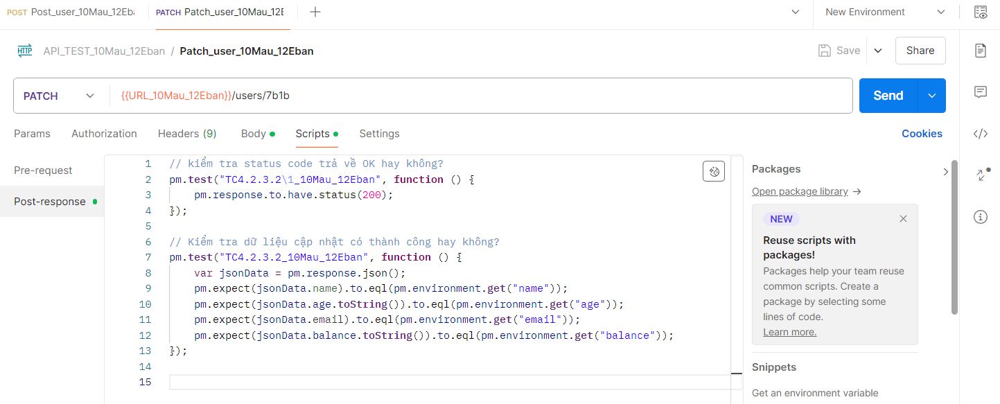 POST Post_user_10Mau_12Eba
PATCH Patch_user_10Mau_12E
New Environment
HTTP API_TEST_10Mau_12Eban / Patch_user_10Mau_12Eban
Save
Share
PATCH
{{URL_10Mau_12Eban}}/users/7b1b
Send
Params Authorization Headers (9) Body Scripts Settings
Cookies
Pre-request
Post-response
1 // kiểm tra status code trả về OK hay không?
2 pm.test("TC4.2.3.2\1_10Mau_12Eban", function () {
3 pm.response.to.have.status(200);
4 });
5
6 // Kiểm tra dữ liệu cập nhật có thành công hay không?
7 pm.test("TC4.2.3.2_10Mau_12Eban", function () {
8 var jsonData = pm.response.json();
9 pm.expect(jsonData.name).to.eql(pm.environment.get("name"));
10 pm.expect(jsonData.age.toString()).to.eql(pm.environment.get("age"));
11 pm.expect(jsonData.email).to.eql(pm.environment.get("email"));
12 pm.expect(jsonData.balance.toString()).to.eql(pm.environment.get("balance"));
13 });
14
15
Packages
Open package library →
NEW
Reuse scripts with
packages!
Packages help your team reuse
common scripts. Create a
package by selecting some
lines of code.
Learn more.
Snippets
Get an environment variable